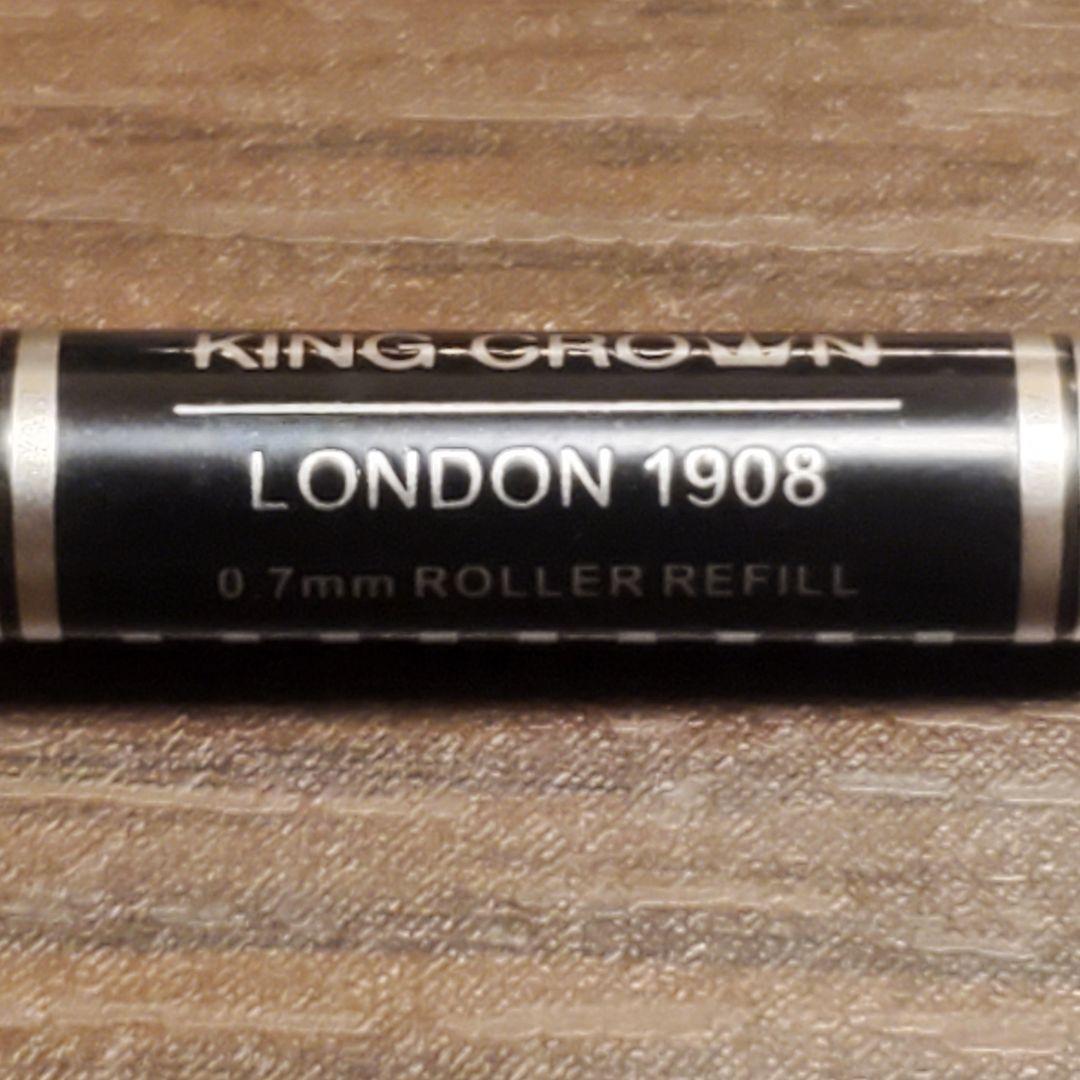 KING CROWN
LONDON 1908
0.7mm ROLLER REFILL